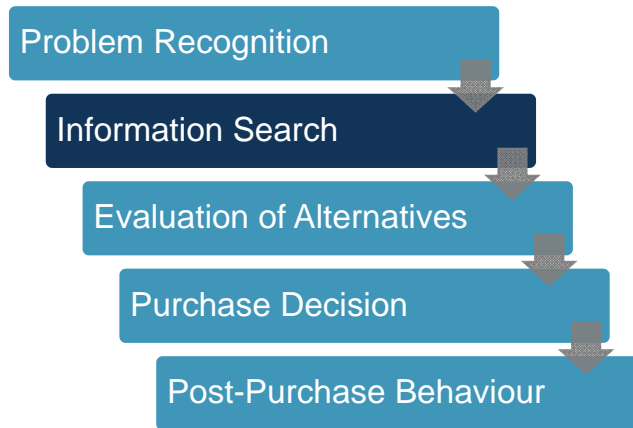 Problem Recognition
Information Search
Evaluation of Alternatives
Purchase Decision
Post-Purchase Behaviour